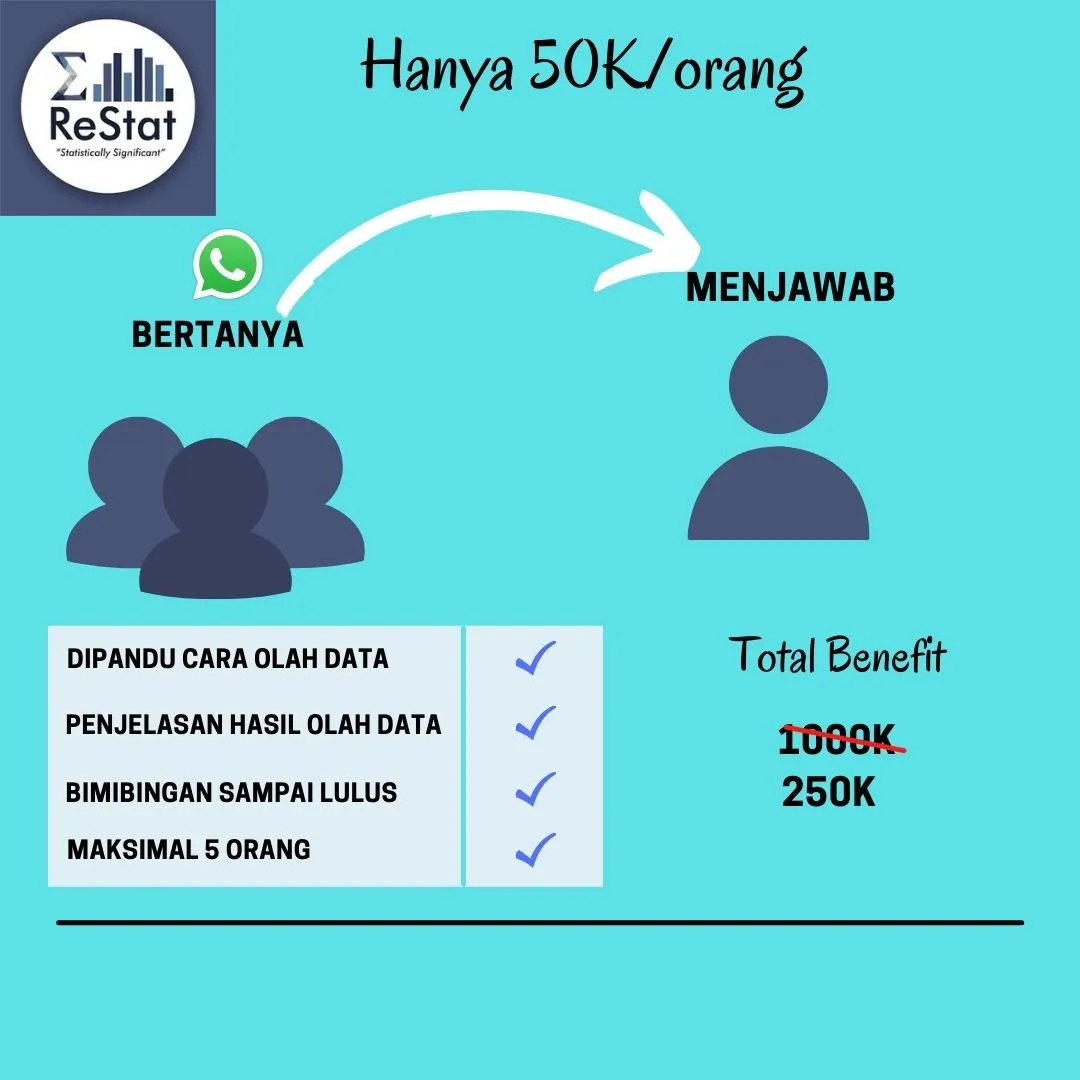 Hanya 50K/orang
ReStat
"Statistically Significant"
BERTANYA
MENJAWAB
DIPANDU CARA OLAH DATA
PENJELASAN HASIL OLAH DATA
BIMIBINGAN SAMPAI LULUS
MAKSIMAL 5 ORANG
Total Benefit
1000K
250K